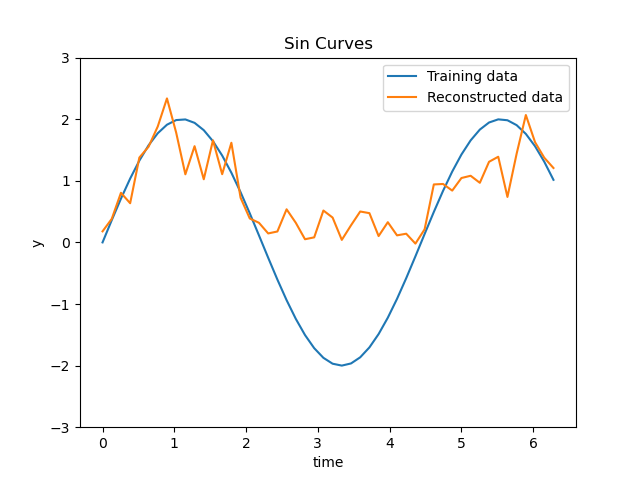 Sin Curves
Training data
Reconstructed data
3
2
1
0
−1
−2
−3
y
0
1
2
3
4
5
6
time